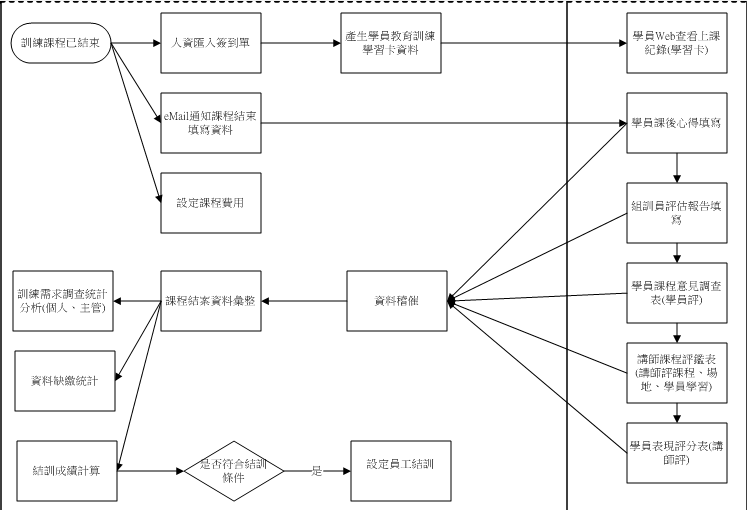 訓練課程已結束
人資匯入簽到單
產生學員教育訓練
學習卡資料
學員Web查看上課
紀錄(學習卡)
eMail通知課程結束
填寫資料
學員課後心得填寫
設定課程費用
組訓員評估報告填
寫
訓練需求調查統計
分析(個人、主管)
課程結案資料彙整
資料稽催
學員課程意見調查
表(學員評)
資料缺繳統計
講師課程評鑑表
(講師評課程、場
地、學員學習)
結訓成績計算
是否符合結訓
條件
是
設定員工結訓
學員表現評分表(講
師評)